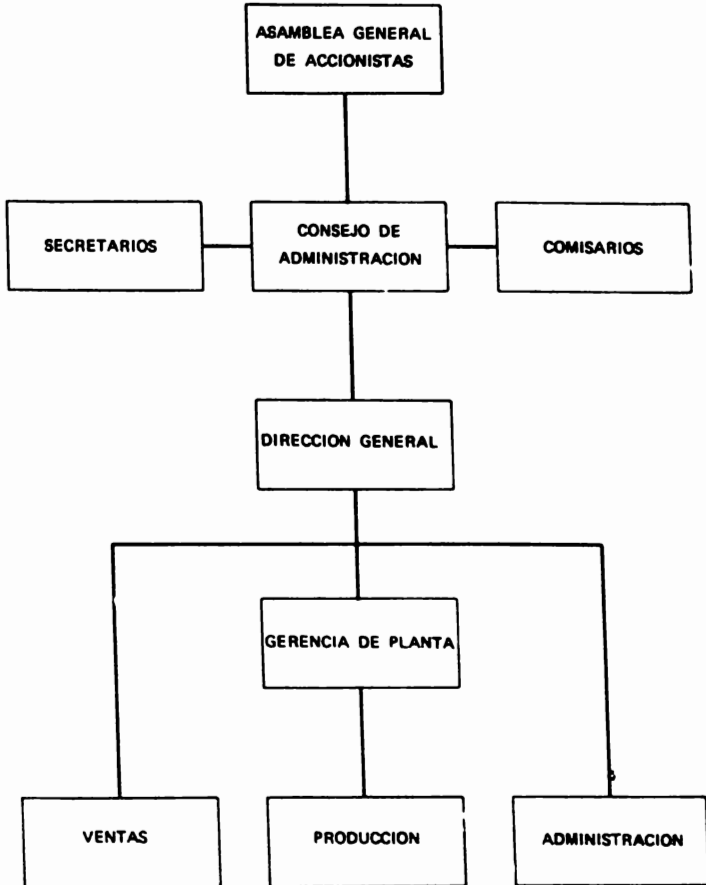 ASAMBLEA GENERAL
DE ACCIONISTAS
SECRETARIOS
CONSEJO DE
ADMINISTRACION
COMISARIOS
DIRECCION GENERAL
GERENCIA DE PLANTA
VENTAS
PRODUCCION
ADMINISTRACION